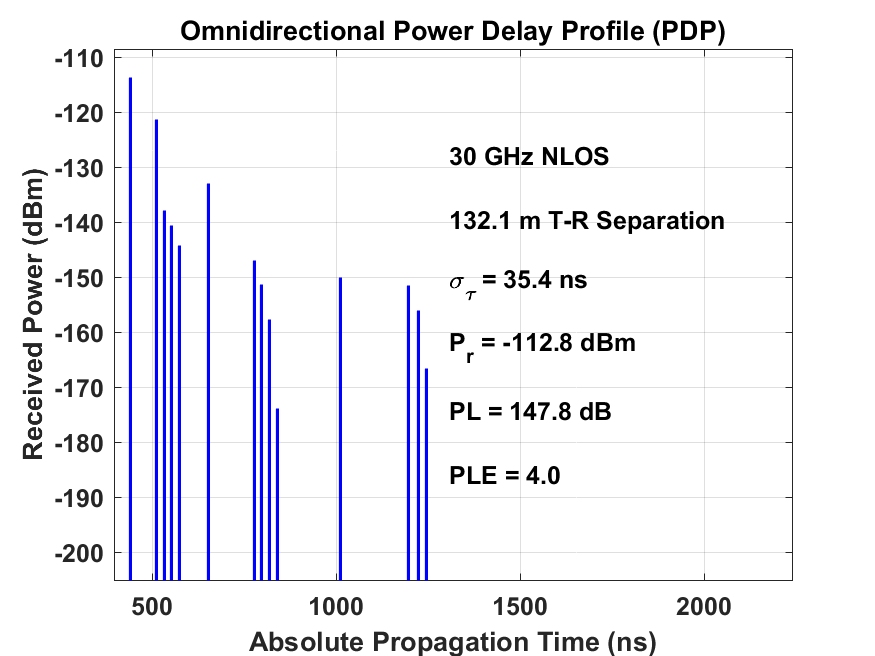 Omnidirectional Power Delay Profile (PDP)
-110
-120
-130
-140
-150
-160
-170
-180
-190
-200
Received Power (dBm)
30 GHz NLOS
132.1 m T-R Separation
σ_τ = 35.4 ns
P_r = -112.8 dBm
PL = 147.8 dB
PLE = 4.0
500 1000 1500 2000
Absolute Propagation Time (ns)